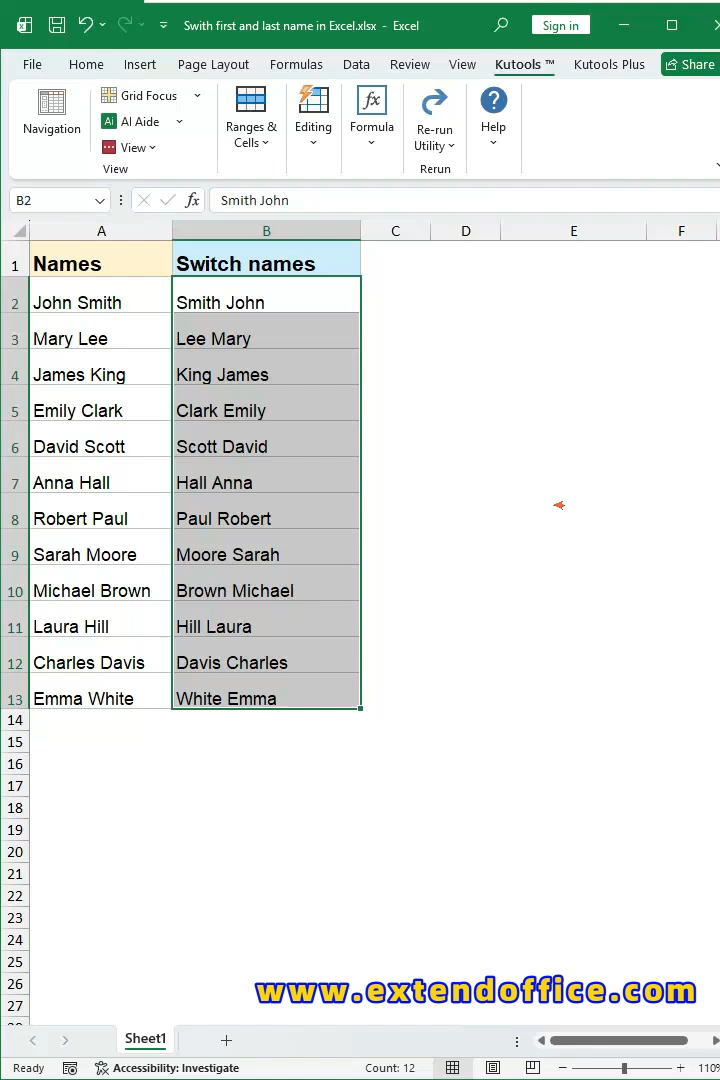 Swith first and last name in Excel.xlsx - Excel
Sign in
File Home Insert Page Layout Formulas Data Review View Kutools ™ Kutools Plus Share
Navigation
Grid Focus
AI AI Aide
View
View
Ranges & Cells
Editing
fx Formula
Re-run Utility
Rerun
? Help
B2 fx Smith John
A B C D E F
1 Names Switch names
2 John Smith Smith John
3 Mary Lee Lee Mary
4 James King King James
5 Emily Clark Clark Emily
6 David Scott Scott David
7 Anna Hall Hall Anna
8 Robert Paul Paul Robert
9 Sarah Moore Moore Sarah
10 Michael Brown Brown Michael
11 Laura Hill Hill Laura
12 Charles Davis Davis Charles
13 Emma White White Emma
14
15
16
17
18
19
20
21
22
23
24
25
26
27
www.extendoffice.com
Sheet1
Ready Accessibility: Investigate Count: 12 110%